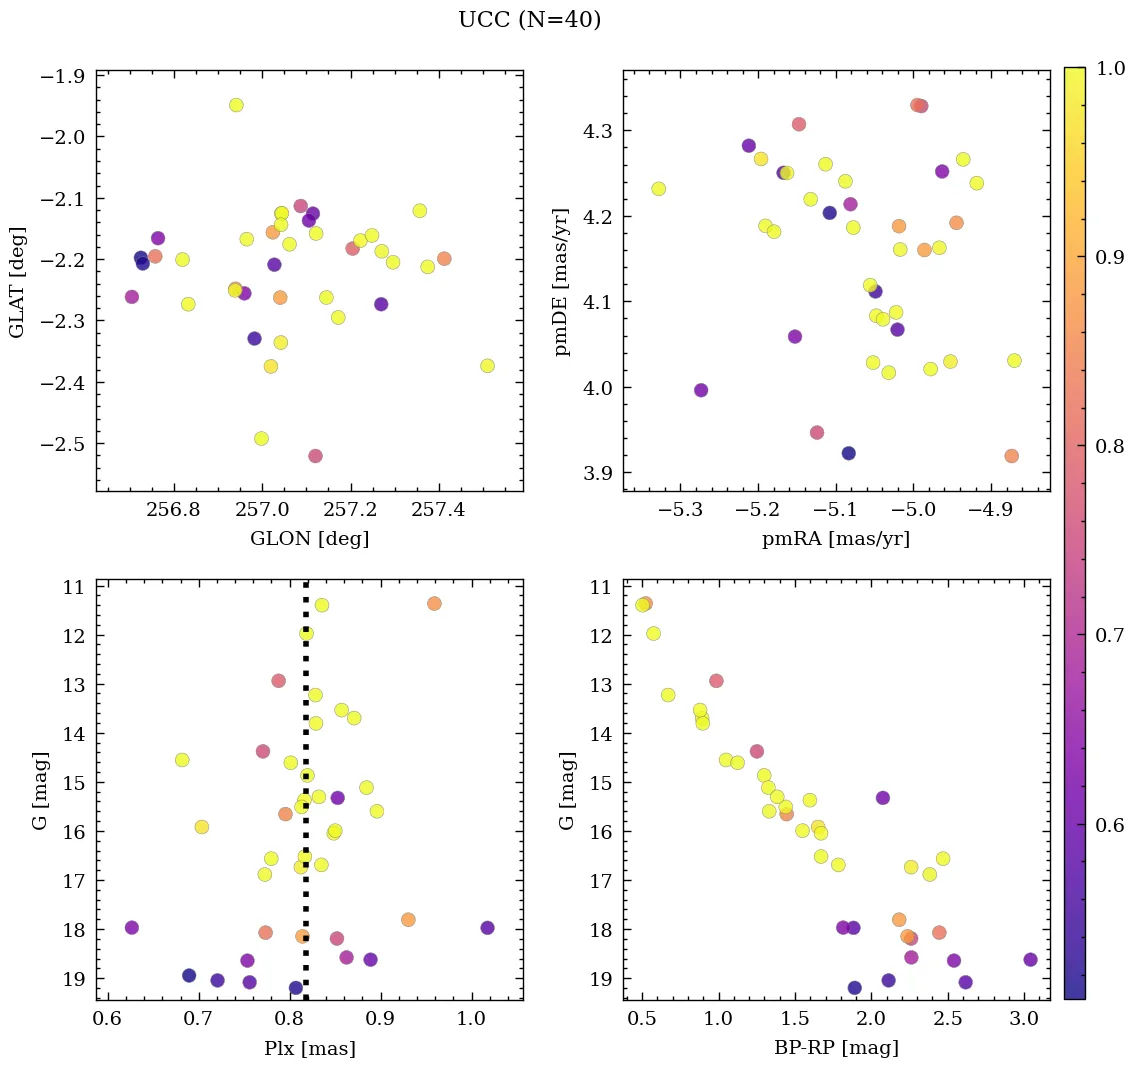 UCC (N=40)
−1.9
−2.0
−2.1
−2.2
−2.3
−2.4
−2.5
GLAT [deg]
256.8 257.0 257.2 257.4
GLON [deg]
4.3
4.2
4.1
4.0
3.9
pmDE [mas/yr]
−5.3 −5.2 −5.1 −5.0 −4.9
pmRA [mas/yr]
1.0
0.9
0.8
0.7
0.6
11
12
13
14
15
16
17
18
19
G [mag]
0.6 0.7 0.8 0.9 1.0
Plx [mas]
11
12
13
14
15
16
17
18
19
G [mag]
0.5 1.0 1.5 2.0 2.5 3.0
BP-RP [mag]